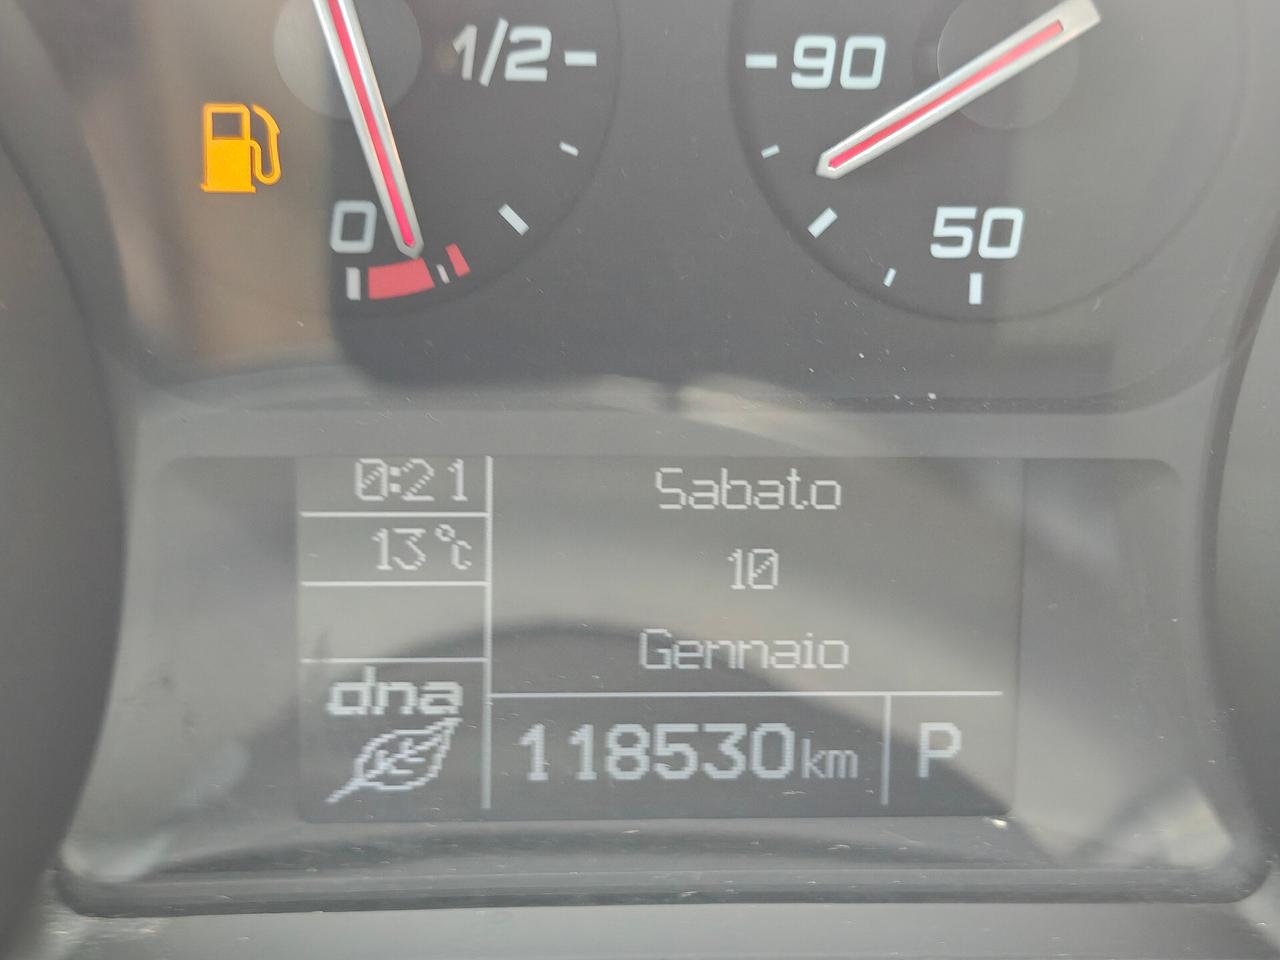 1/2
90
0
50
0:21
Sabato
13°c
10
Gennaio
dna
118530km
P